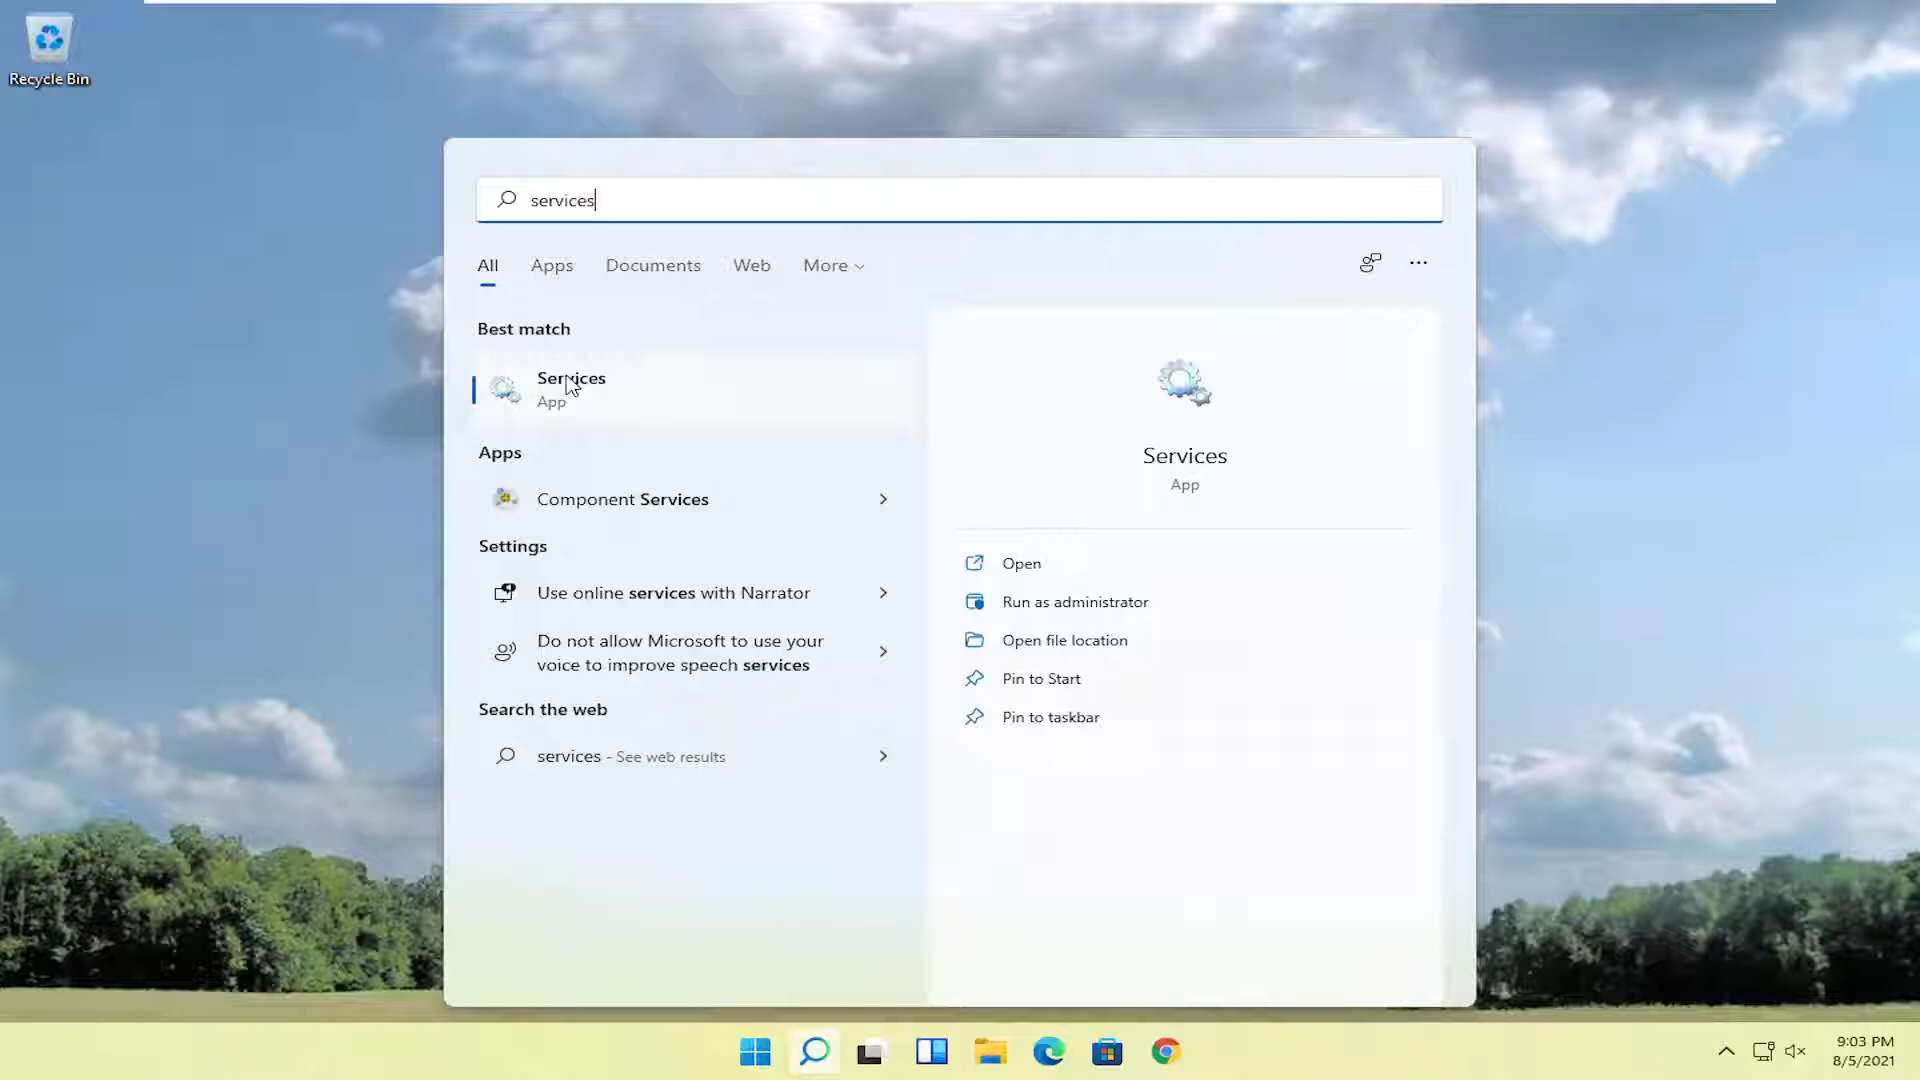 Recycle Bin
services
All Apps Documents Web More
Best match
Services
App
Apps
Component Services
Settings
Use online services with Narrator
Do not allow Microsoft to use your
voice to improve speech services
Search the web
services - See web results
Services
App
Open
Run as administrator
Open file location
Pin to Start
Pin to taskbar
9:03 PM
8/5/2021